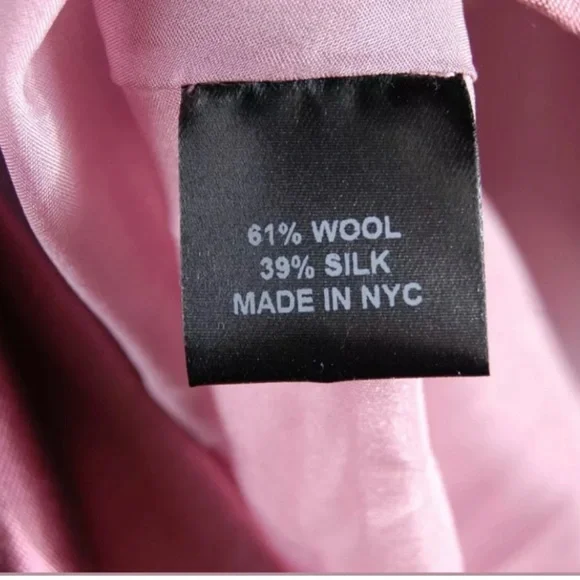 61% WOOL
39% SILK
MADE IN NYC